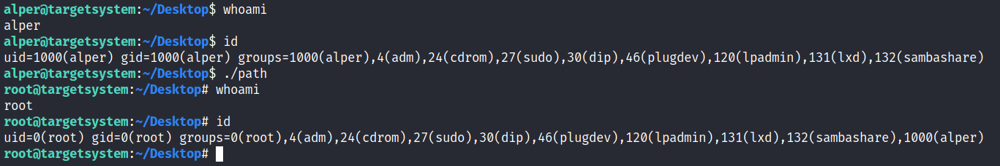 alper@targetsystem:~/Desktop$ whoami
alper
alper@targetsystem:~/Desktop$ id
uid=1000(alper) gid=1000(alper) groups=1000(alper),4(adm),24(cdrom),27(sudo),30(dip),46(plugdev),120(lpadmin),131(lxd),132(sambashare)
alper@targetsystem:~/Desktop$ ./path
root@targetsystem:~/Desktop# whoami
root
root@targetsystem:~/Desktop# id
uid=0(root) gid=0(root) groups=0(root),4(adm),24(cdrom),27(sudo),30(dip),46(plugdev),120(lpadmin),131(lxd),132(sambashare),1000(alper)
root@targetsystem:~/Desktop#